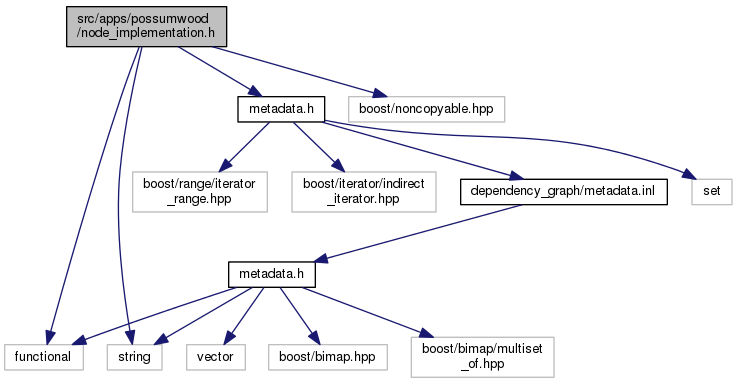 src/apps/possumwood
/node_implementation.h
metadata.h
boost/noncopyable.hpp
boost/range/iterator
_range.hpp
boost/iterator/indirect
_iterator.hpp
dependency_graph/metadata.inl
set
metadata.h
functional
string
vector
boost/bimap.hpp
boost/bimap/multiset
_of.hpp